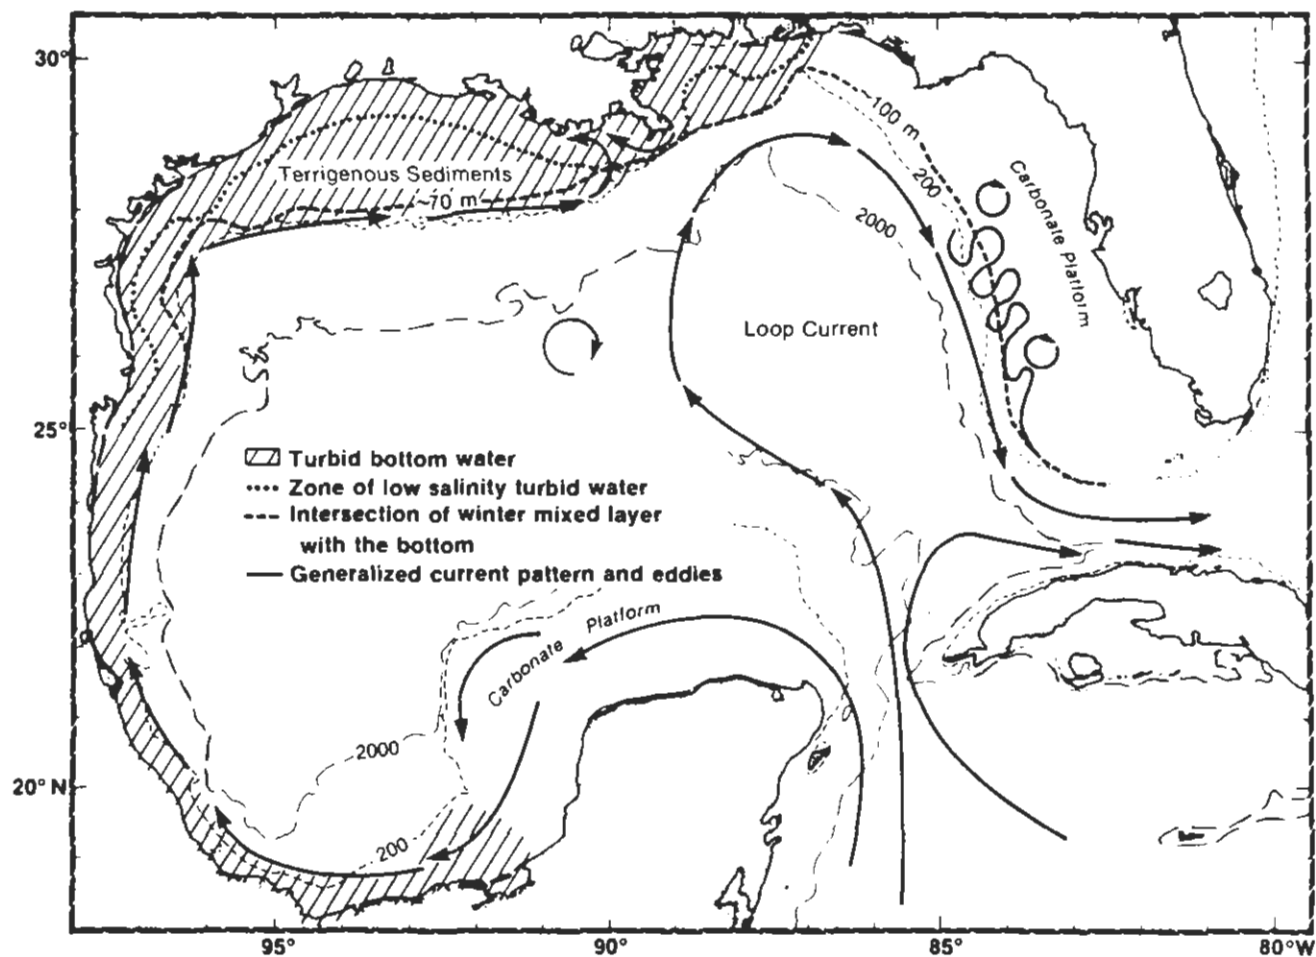 30°
100 m
Terrigenous Sediments
200
~70 m
2000
Carbonate Platform
Loop Current
25°
Turbid bottom water
Zone of low salinity turbid water
Intersection of winter mixed layer
with the bottom
Generalized current pattern and eddies
Carbonate Platform
2000
20° N
200
95°
90°
85°
80°W